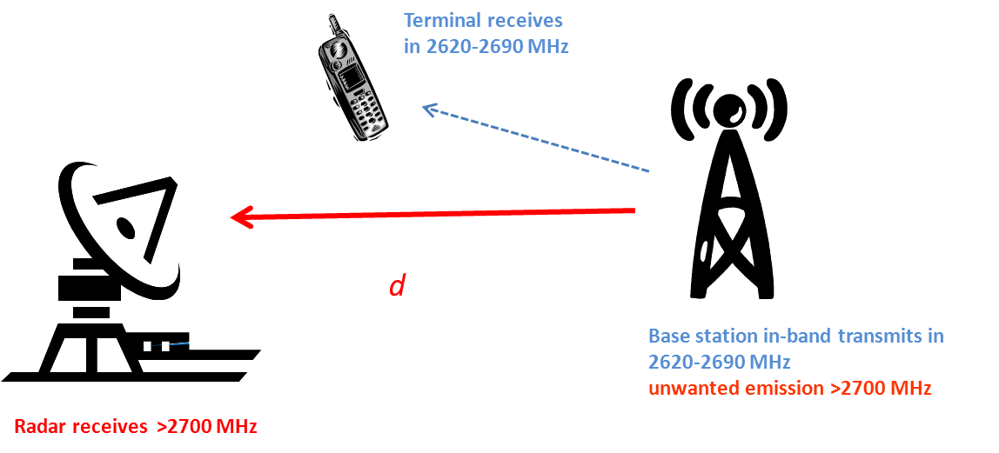 Terminal receives
in 2620-2690 MHz
d
Base station in-band transmits in
2620-2690 MHz
unwanted emission >2700 MHz
Radar receives >2700 MHz